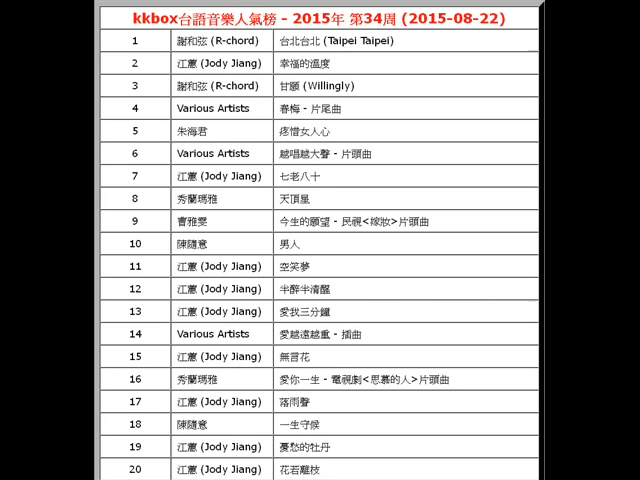 kkbox台語音樂人氣榜 - 2015年 第34周 (2015-08-22)
1 謝和弦 (R-chord) 台北台北 (Taipei Taipei)
2 江蕙 (Jody Jiang) 幸福的溫度
3 謝和弦 (R-chord) 甘願 (Willingly)
4 Various Artists 春梅 - 片尾曲
5 朱海君 疼惜女人心
6 Various Artists 越唱越大聲 - 片頭曲
7 江蕙 (Jody Jiang) 七老八十
8 秀蘭瑪雅 天頂星
9 曹雅雯 今生的願望 - 民視<嫁妝>片頭曲
10 陳隨意 男人
11 江蕙 (Jody Jiang) 空笑夢
12 江蕙 (Jody Jiang) 半醉半清醒
13 江蕙 (Jody Jiang) 愛我三分鐘
14 Various Artists 愛越遠越重 - 插曲
15 江蕙 (Jody Jiang) 無言花
16 秀蘭瑪雅 愛你一生 - 電視劇<思慕的人>片頭曲
17 江蕙 (Jody Jiang) 落雨聲
18 陳隨意 一生守候
19 江蕙 (Jody Jiang) 憂愁的牡丹
20 江蕙 (Jody Jiang) 花若離枝